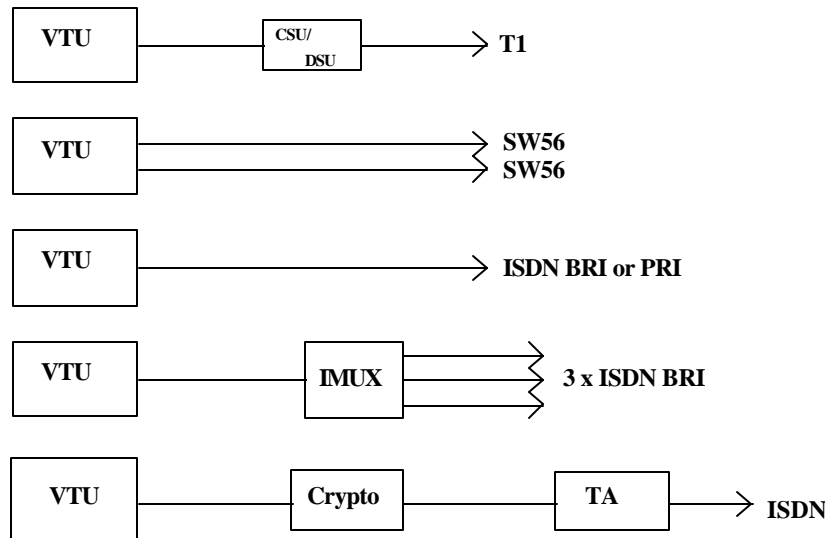 VTU
CSU/
DSU
T1
VTU
SW56
SW56
VTU
ISDN BRI or PRI
VTU
IMUX
3 x ISDN BRI
VTU
Crypto
TA
ISDN